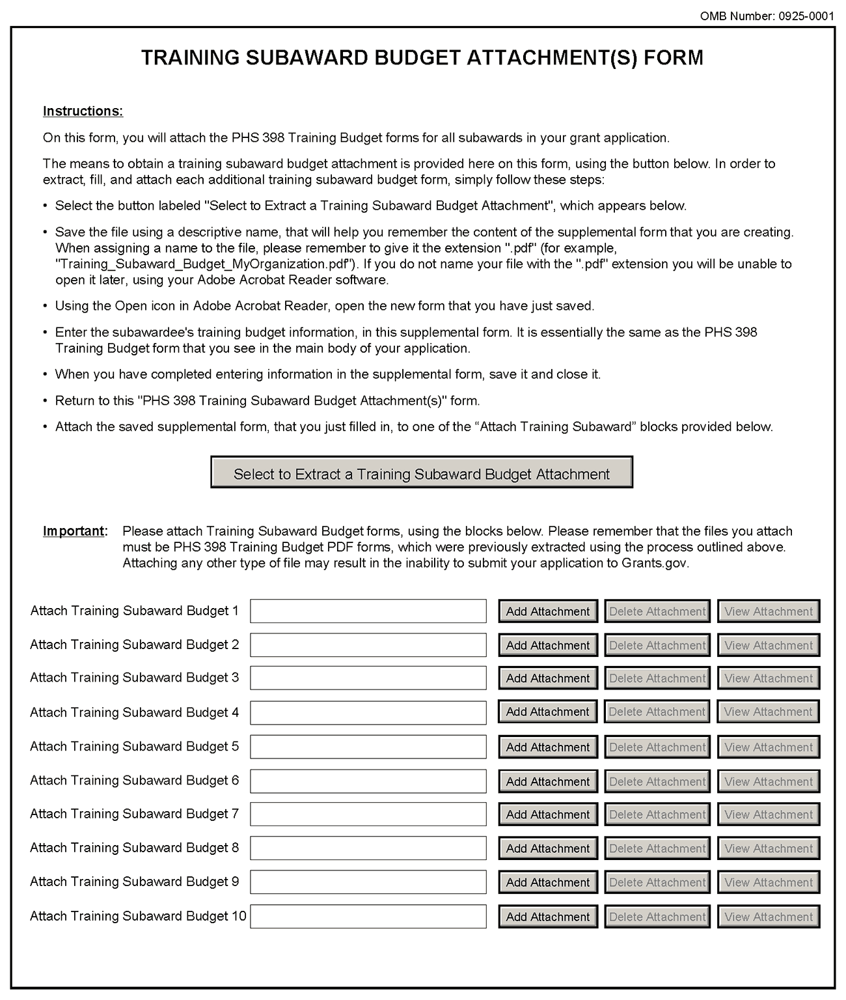 OMB Number: 0925-0001
TRAINING SUBAWARD BUDGET ATTACHMENT(S) FORM
Instructions:
On this form, you will attach the PHS 398 Training Budget forms for all subawards in your grant application.
The means to obtain a training subaward budget attachment is provided here on this form, using the button below. In order to
extract, fill, and attach each additional training subaward budget form, simply follow these steps:
• Select the button labeled "Select to Extract a Training Subaward Budget Attachment", which appears below.
• Save the file using a descriptive name, that will help you remember the content of the supplemental form that you are creating.
When assigning a name to the file, please remember to give it the extension ".pdf" (for example,
"Training_Subaward_Budget_MyOrganization.pdf"). If you do not name your file with the ".pdf" extension you will be unable to
open it later, using your Adobe Acrobat Reader software.
• Using the Open icon in Adobe Acrobat Reader, open the new form that you have just saved.
• Enter the subawardee's training budget information, in this supplemental form. It is essentially the same as the PHS 398
Training Budget form that you see in the main body of your application.
• When you have completed entering information in the supplemental form, save it and close it.
• Return to this "PHS 398 Training Subaward Budget Attachment(s)" form.
• Attach the saved supplemental form, that you just filled in, to one of the “Attach Training Subaward” blocks provided below.
Select to Extract a Training Subaward Budget Attachment
Important: Please attach Training Subaward Budget forms, using the blocks below. Please remember that the files you attach
must be PHS 398 Training Budget PDF forms, which were previously extracted using the process outlined above.
Attaching any other type of file may result in the inability to submit your application to Grants.gov.
Attach Training Subaward Budget 1 Add Attachment Delete Attachment View Attachment
Attach Training Subaward Budget 2 Add Attachment Delete Attachment View Attachment
Attach Training Subaward Budget 3 Add Attachment Delete Attachment View Attachment
Attach Training Subaward Budget 4 Add Attachment Delete Attachment View Attachment
Attach Training Subaward Budget 5 Add Attachment Delete Attachment View Attachment
Attach Training Subaward Budget 6 Add Attachment Delete Attachment View Attachment
Attach Training Subaward Budget 7 Add Attachment Delete Attachment View Attachment
Attach Training Subaward Budget 8 Add Attachment Delete Attachment View Attachment
Attach Training Subaward Budget 9 Add Attachment Delete Attachment View Attachment
Attach Training Subaward Budget 10 Add Attachment Delete Attachment View Attachment